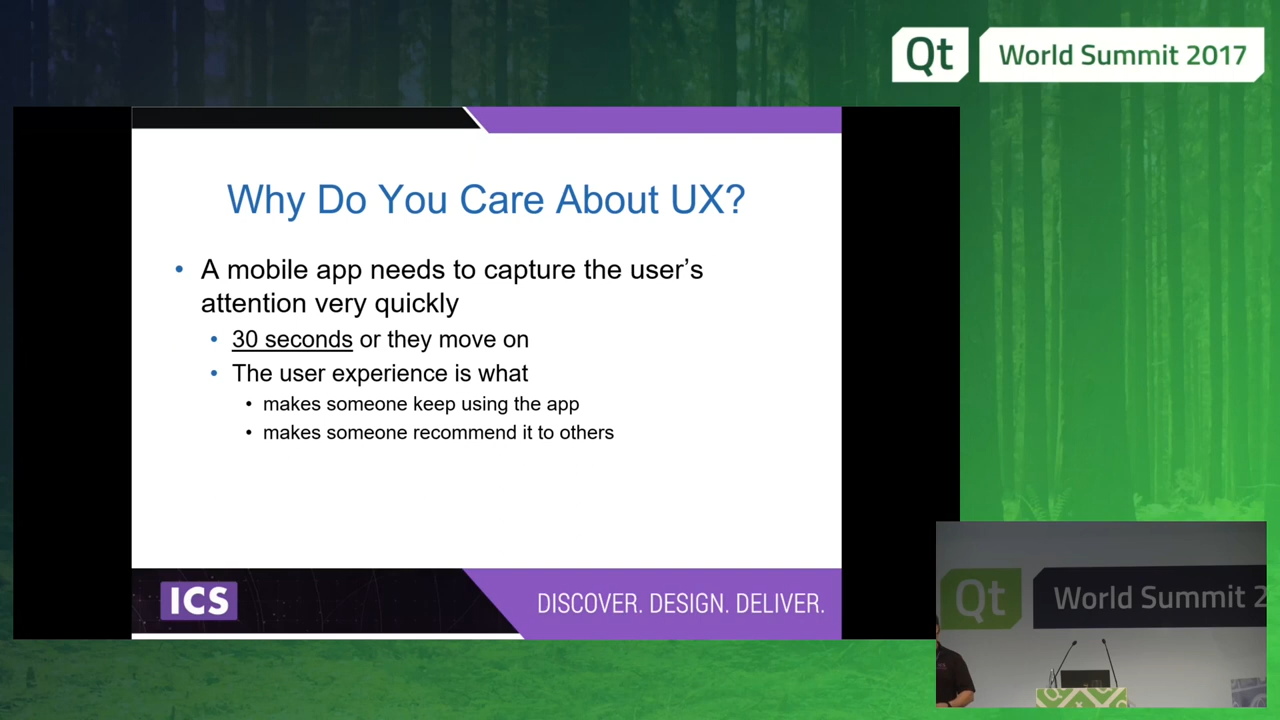 Qt World Summit 2017
Why Do You Care About UX?
• A mobile app needs to capture the user's
attention very quickly
• 30 seconds or they move on
• The user experience is what
• makes someone keep using the app
• makes someone recommend it to others
ICS
DISCOVER. DESIGN. DELIVER.
Qt World Summit 2
Qt